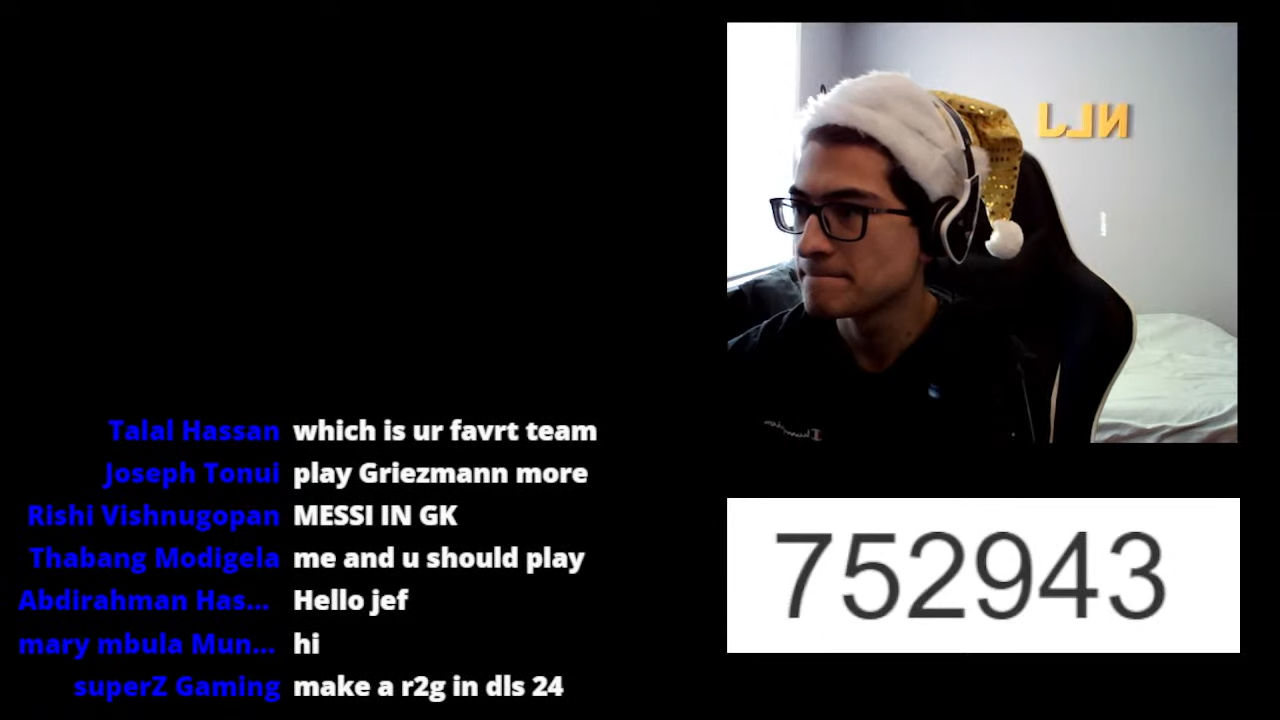 NLJ
Talal Hassan which is ur favrt team
Joseph Tonui play Griezmann more
Rishi Vishnugopan MESSI IN GK
Thabang Modigela me and u should play
Abdirahman Has... Hello jef
mary mbula Mun... hi
superZ Gaming make a r2g in dls 24
Champion
752943